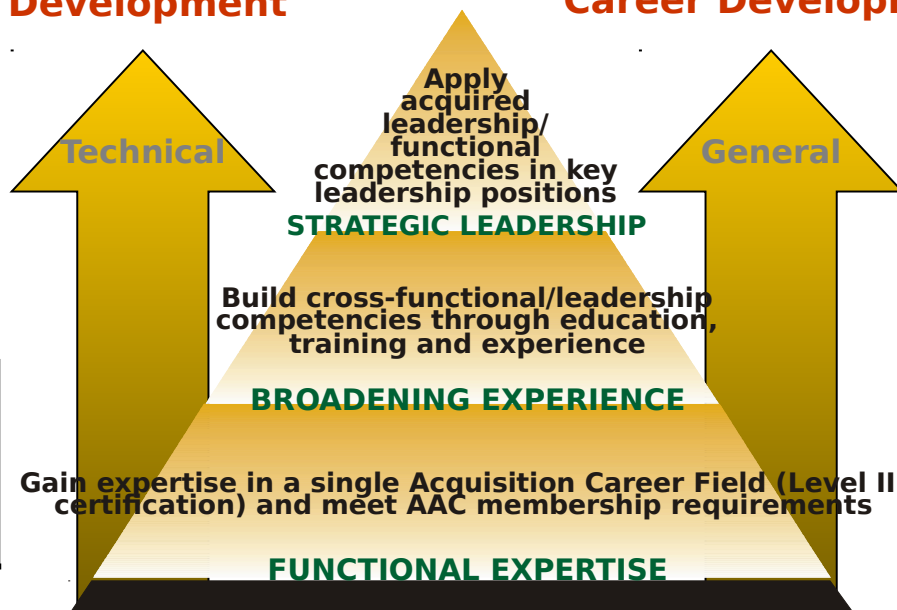 Development
Career Develop
Technical
General
Apply
acquired
leadership/
functional
competencies in key
leadership positions
STRATEGIC LEADERSHIP
Build cross-functional/leadership
competencies through education,
training and experience
BROADENING EXPERIENCE
Gain expertise in a single Acquisition Career Field (Level II
certification) and meet AAC membership requirements
FUNCTIONAL EXPERTISE